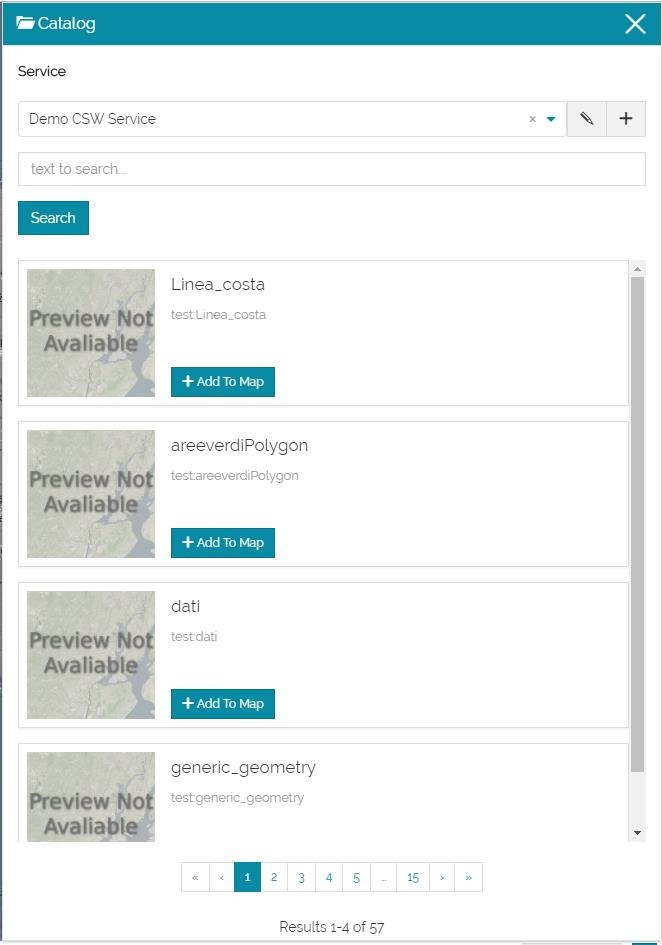 Catalog
Service
Demo CSW Service
text to search...
Search
Preview Not
Avaliable
Linea_costa
test:Linea_costa
Add To Map
Preview Not
Avaliable
areeverdiPolygon
test:areeverdiPolygon
Add To Map
Preview Not
Avaliable
dati
test:dati
Add To Map
Preview Not
Avaliable
generic_geometry
test:generic_geometry
« ‹ 1 2 3 4 5 ... 15 › »
Results 1-4 of 57